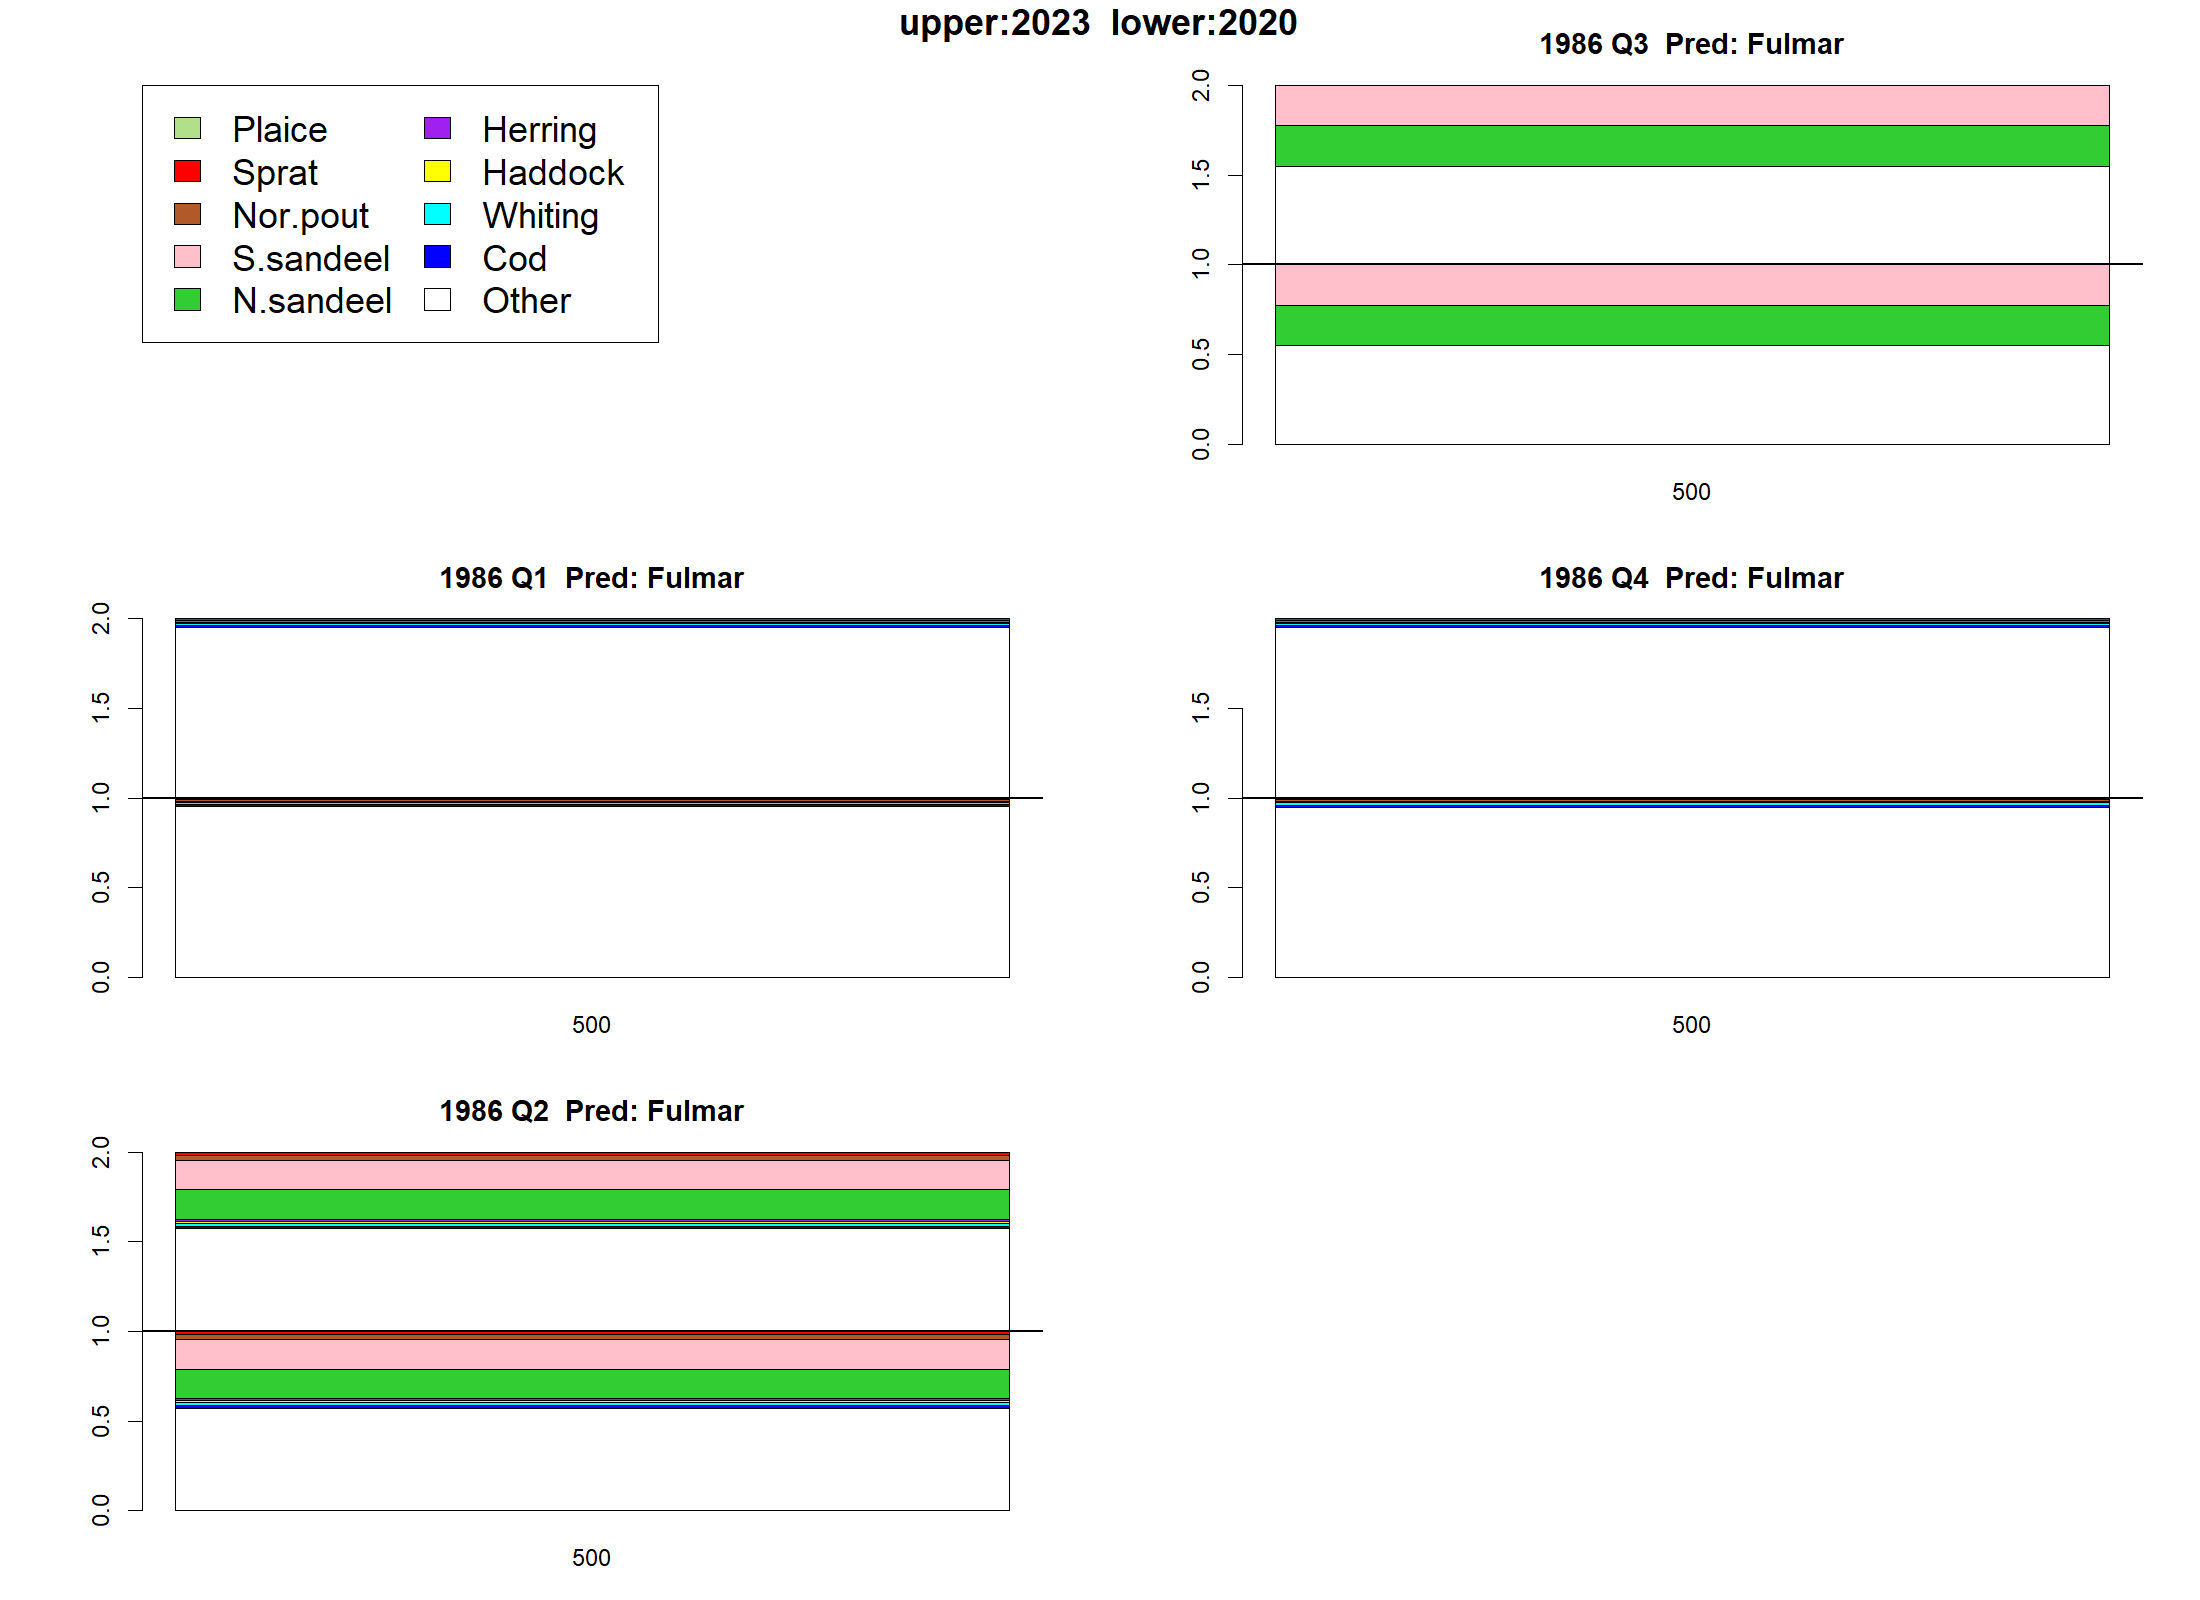 upper:2023  lower:2020
Plaice
Sprat
Nor.pout
S.sandeel
N.sandeel
Herring
Haddock
Whiting
Cod
Other
1986 Q3  Pred: Fulmar
2.0
1.5
1.0
0.5
0.0
500
1986 Q1  Pred: Fulmar
2.0
1.5
1.0
0.5
0.0
500
1986 Q4  Pred: Fulmar
1.5
1.0
0.5
0.0
500
1986 Q2  Pred: Fulmar
2.0
1.5
1.0
0.5
0.0
500